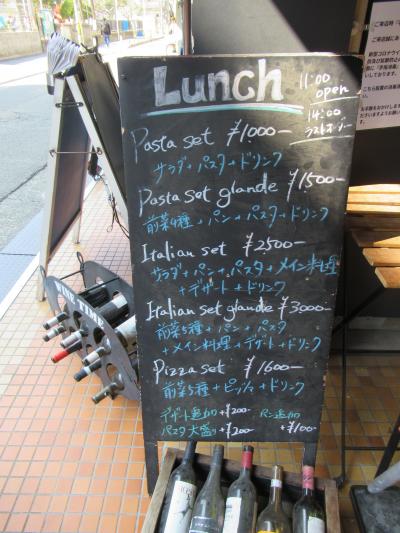 Lunch
11:00
open
14:00
ラストオーダー
Pasta set ¥1000-
サラダ+パスタ+ドリンク
Pasta set glande ¥1500-
前菜4種+パン+パスタ+ドリンク
Italian set ¥2500-
サラダ+パン+パスタ+メイン料理
+デザート+ドリンク
Italian set glande ¥3000-
前菜5種+パン+パスタ
+メイン料理+デザート+ドリンク
Pizza set ¥1600-
前菜5種+ピッツァ+ドリンク
デザート追加+¥200- パン追加
パスタ大盛り+¥200- +¥100-
TIME